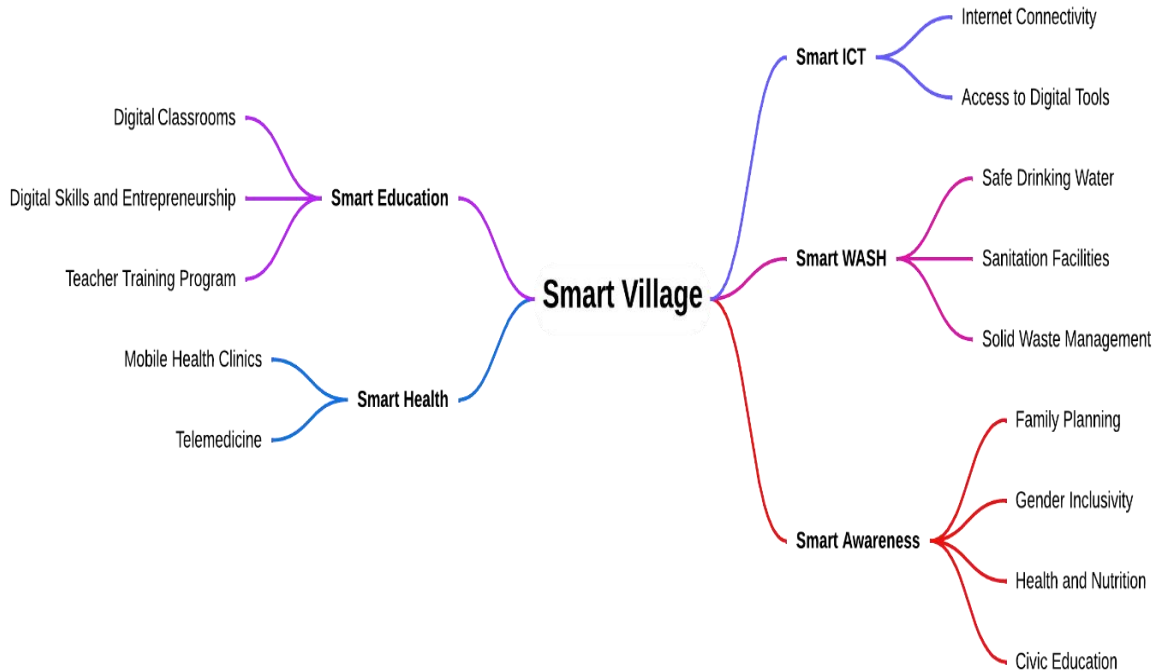 Smart Village
Smart Education
Digital Classrooms
Digital Skills and Entrepreneurship
Teacher Training Program
Smart Health
Mobile Health Clinics
Telemedicine
Smart ICT
Internet Connectivity
Access to Digital Tools
Smart WASH
Safe Drinking Water
Sanitation Facilities
Solid Waste Management
Smart Awareness
Family Planning
Gender Inclusivity
Health and Nutrition
Civic Education